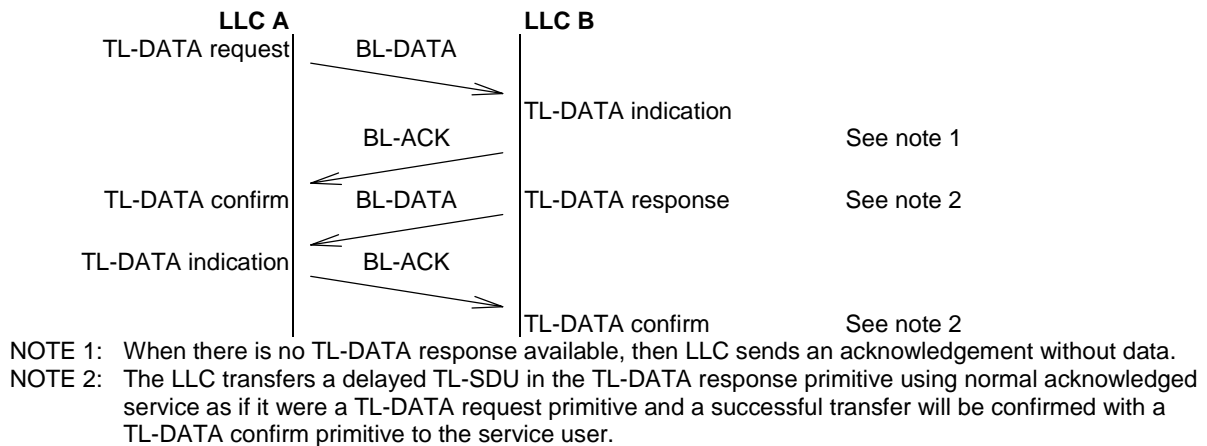 LLC A LLC B
TL-DATA request BL-DATA
TL-DATA indication
BL-ACK See note 1
TL-DATA confirm BL-DATA TL-DATA response See note 2
TL-DATA indication BL-ACK
TL-DATA confirm See note 2
NOTE 1: When there is no TL-DATA response available, then LLC sends an acknowledgement without data.
NOTE 2: The LLC transfers a delayed TL-SDU in the TL-DATA response primitive using normal acknowledged
service as if it were a TL-DATA request primitive and a successful transfer will be confirmed with a
TL-DATA confirm primitive to the service user.